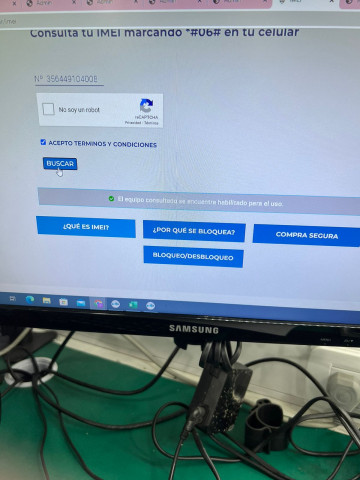 Consulta tu IMEI marcando *#06# en tu celular
Nº 356449104008
No soy un robot
reCAPTCHA
Privacidad - Términos
ACEPTO TERMINOS Y CONDICIONES
BUSCAR
El equipo consultado se encuentra habilitado para el uso
¿QUÉ ES IMEI?
¿POR QUÉ SE BLOQUEA?
COMPRA SEGURA
BLOQUEO/DESBLOQUEO
SAMSUNG